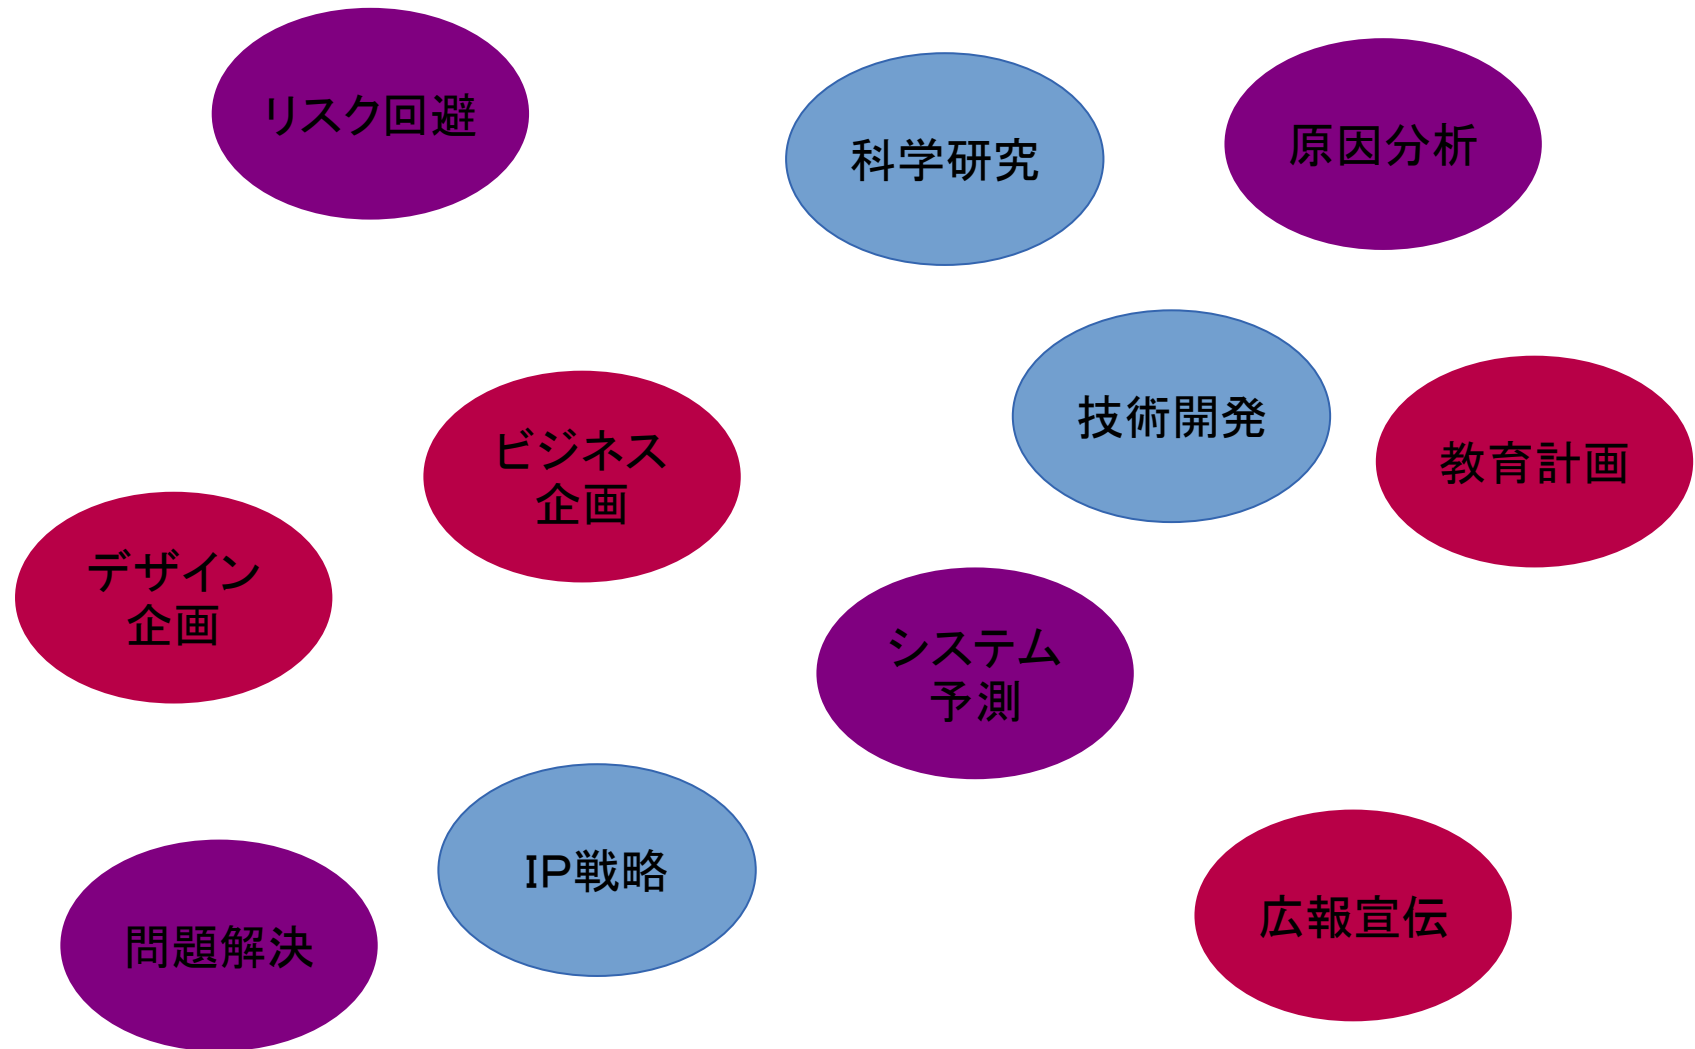 リスク回避
科学研究
原因分析
技術開発
教育計画
ビジネス
企画
デザイン
企画
システム
予測
IP戦略
問題解決
広報宣伝